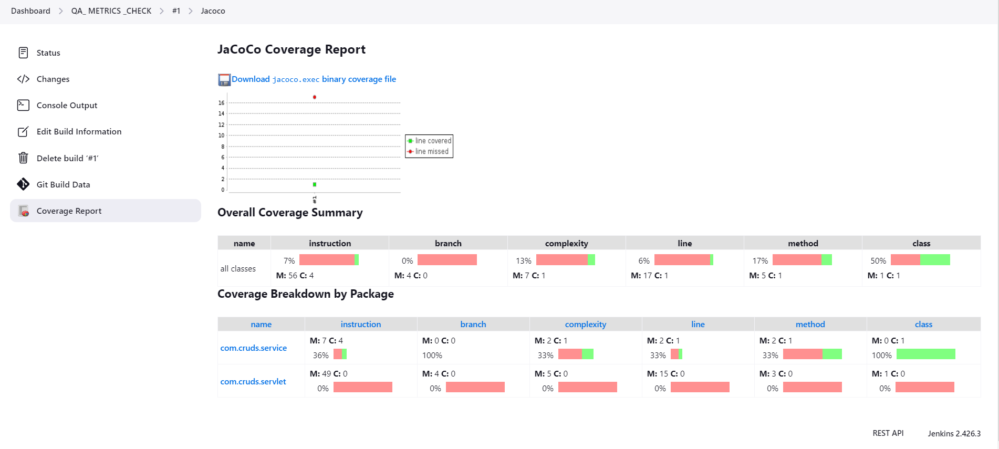 Dashboard > QA_ METRICS _CHECK > #1 > Jacoco
Status
Changes
Console Output
Edit Build Information
Delete build ‘#1’
Git Build Data
Coverage Report
JaCoCo Coverage Report
Download jacoco.exec binary coverage file
16
14
12
10
8
6
4
2
0
#1
line covered
line missed
Overall Coverage Summary
name instruction branch complexity line method class
all classes
7% 0% 13% 6% 17% 50%
M: 56 C: 4 M: 4 C: 0 M: 7 C: 1 M: 17 C: 1 M: 5 C: 1 M: 1 C: 1
Coverage Breakdown by Package
name instruction branch complexity line method class
com.cruds.service
M: 7 C: 4 M: 0 C: 0 M: 2 C: 1 M: 2 C: 1 M: 2 C: 1 M: 0 C: 1
36% 100% 33% 33% 33% 100%
com.cruds.servlet
M: 49 C: 0 M: 4 C: 0 M: 5 C: 0 M: 15 C: 0 M: 3 C: 0 M: 1 C: 0
0% 0% 0% 0% 0% 0%
REST API Jenkins 2.426.3